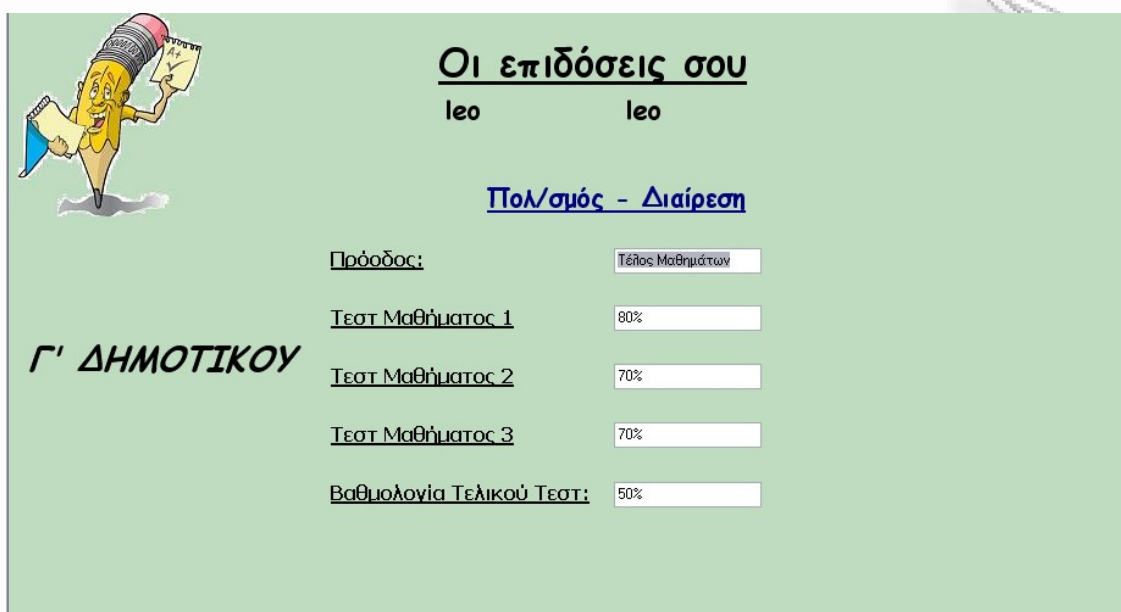 A+
Οι επιδόσεις σου
leo leo
Πολ/σμός - Διαίρεση
Πρόοδος: Τέλος Μαθημάτων
Τεστ Μαθήματος 1 80%
Γ' ΔΗΜΟΤΙΚΟΥ
Τεστ Μαθήματος 2 70%
Τεστ Μαθήματος 3 70%
Βαθμολογία Τελικού Τεστ: 50%